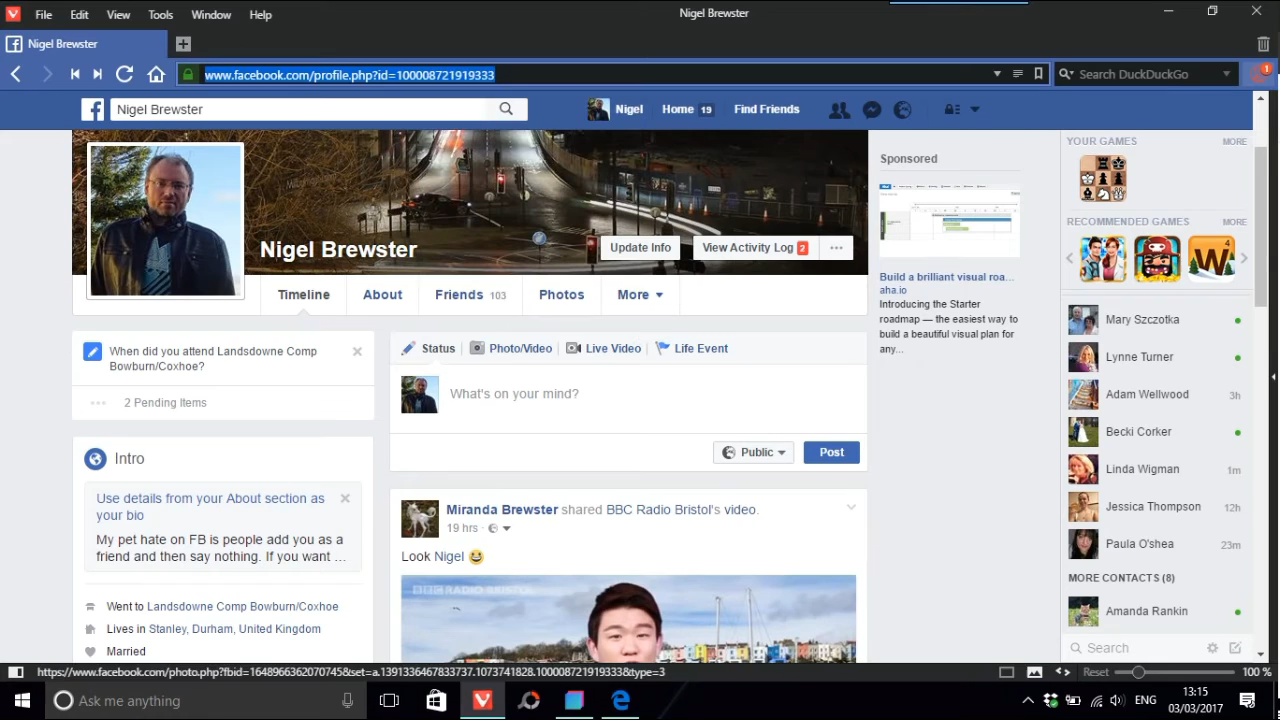 File Edit View Tools Window Help
Nigel Brewster
Nigel Brewster
www.facebook.com/profile.php?id=100008721919333
Search DuckDuckGo
1
Nigel Brewster
Nigel
Home 19
Find Friends
Nigel Brewster
Update Info
View Activity Log 2
Timeline
About
Friends 103
Photos
More
When did you attend Landsdowne Comp
Bowburn/Coxhoe?
2 Pending Items
Intro
Use details from your About section as
your bio
My pet hate on FB is people add you as a
friend and then say nothing. If you want ...
Went to Landsdowne Comp Bowburn/Coxhoe
Lives in Stanley, Durham, United Kingdom
Married
Status
Photo/Video
Live Video
Life Event
What's on your mind?
Public
Post
Miranda Brewster shared BBC Radio Bristol's video.
19 hrs
Look Nigel
BBC RADIO BRISTOL
Sponsored
Build a brilliant visual roa...
aha.io
Introducing the Starter
roadmap — the easiest way to
build a beautiful visual plan for
any...
YOUR GAMES MORE
RECOMMENDED GAMES MORE
W 4
Mary Szczotka
Lynne Turner
Adam Wellwood 3h
Becki Corker
Linda Wigman 1m
Jessica Thompson 12h
Paula O'shea 23m
MORE CONTACTS (8)
Amanda Rankin
Search
https://www.facebook.com/photo.php?fbid=1648966362070745&set=a.1391336467833737.1073741828.100008721919333&type=3
Reset
100 %
Ask me anything
ENG
13:15
03/03/2017